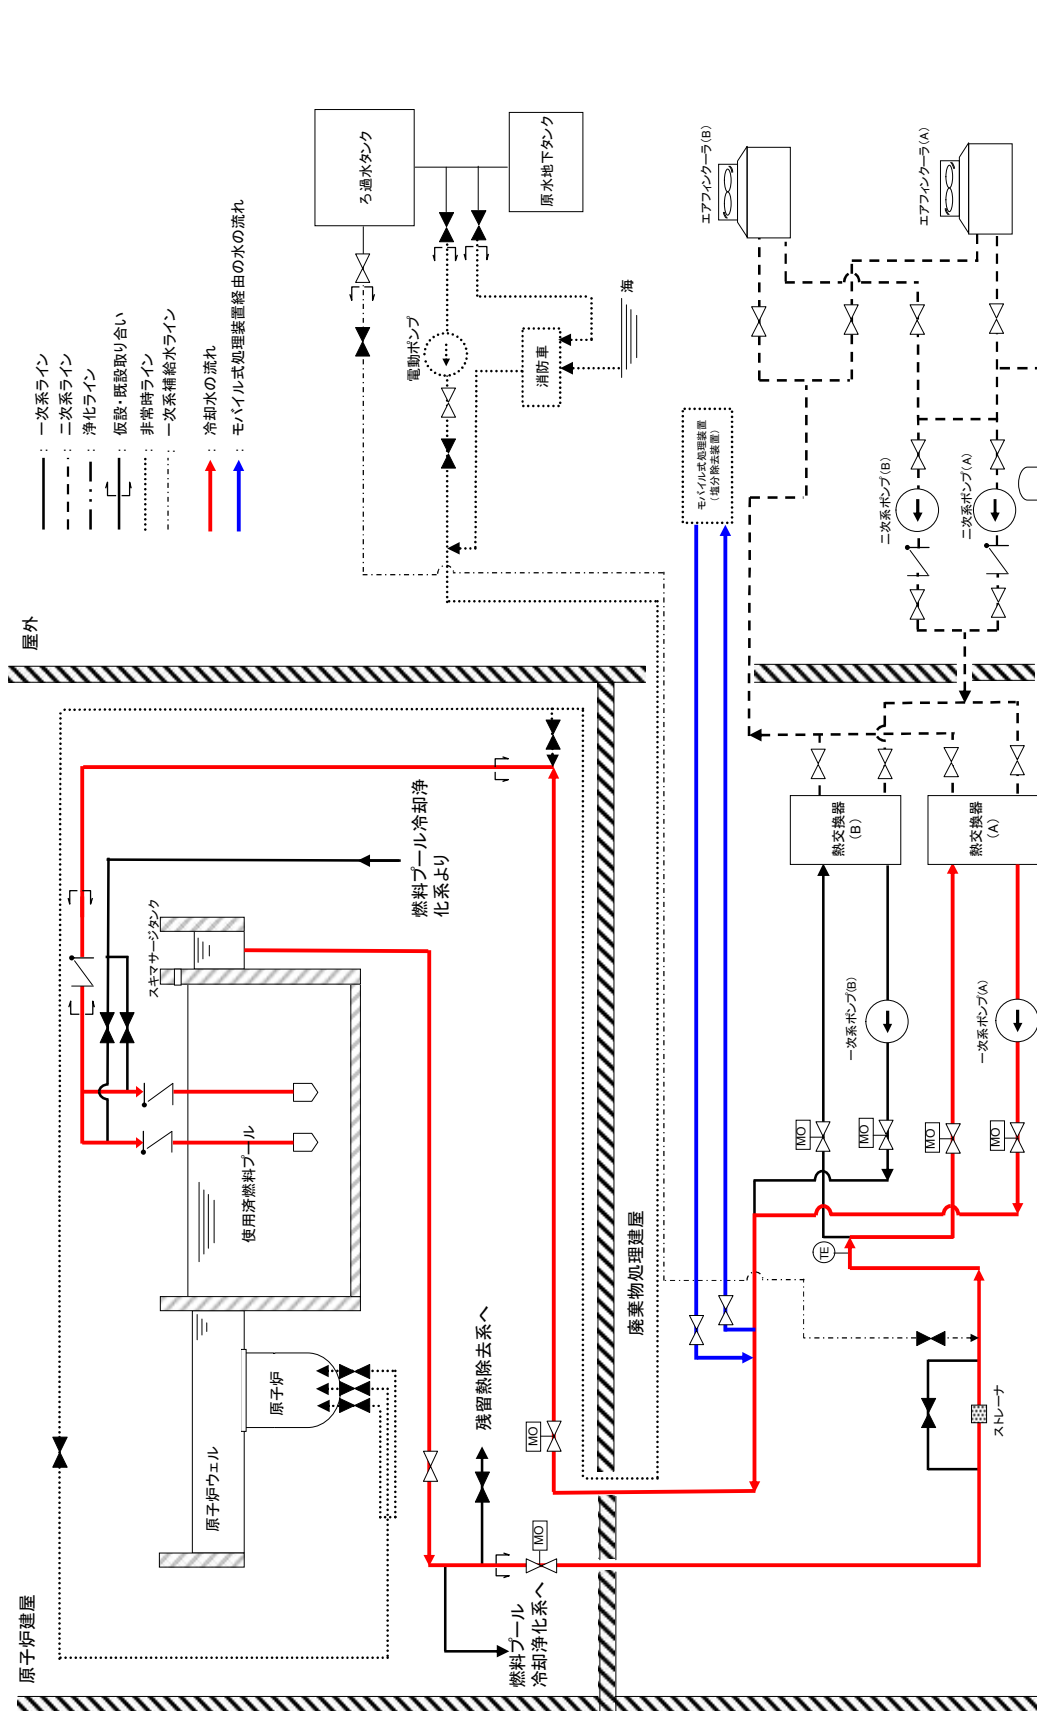 屋外
: 一次系ライン
: 二次系ライン
: 浄化ライン
: 仮設・既設取り合い
: 非常時ライン
: 一次系補給水ライン
: 冷却水の流れ
: モバイル式処理装置経由の水の流れ
ろ過水タンク
原水地下タンク
電動ポンプ
消防車
海
モバイル式処理装置
(塩分除去装置)
エアフィンクーラ(B)
エアフィンクーラ(A)
二次系ポンプ(B)
二次系ポンプ(A)
原子炉建屋
スキマサージタンク
燃料プール冷却浄
化系より
使用済燃料プール
原子炉ウェル
原子炉
残留熱除去系へ
燃料プール
冷却浄化系へ
MO
MO
廃棄物処理建屋
熱交換器
(B)
熱交換器
(A)
一次系ポンプ(B)
一次系ポンプ(A)
MO
MO
MO
MO
TE
ストレーナ